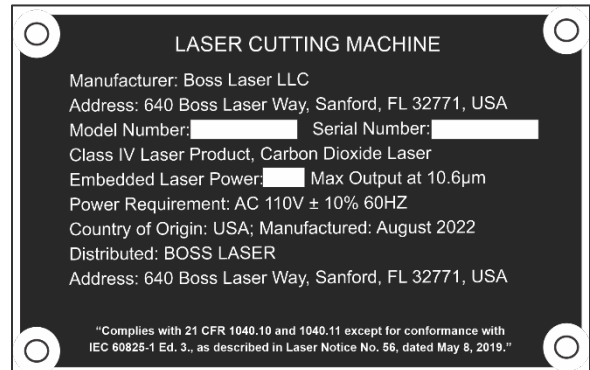 LASER CUTTING MACHINE
Manufacturer: Boss Laser LLC
Address: 640 Boss Laser Way, Sanford, FL 32771, USA
Model Number: Serial Number:
Class IV Laser Product, Carbon Dioxide Laser
Embedded Laser Power: Max Output at 10.6µm
Power Requirement: AC 110V ± 10% 60HZ
Country of Origin: USA; Manufactured: August 2022
Distributed: BOSS LASER
Address: 640 Boss Laser Way, Sanford, FL 32771, USA
“Complies with 21 CFR 1040.10 and 1040.11 except for conformance with
IEC 60825-1 Ed. 3., as described in Laser Notice No. 56, dated May 8, 2019.”